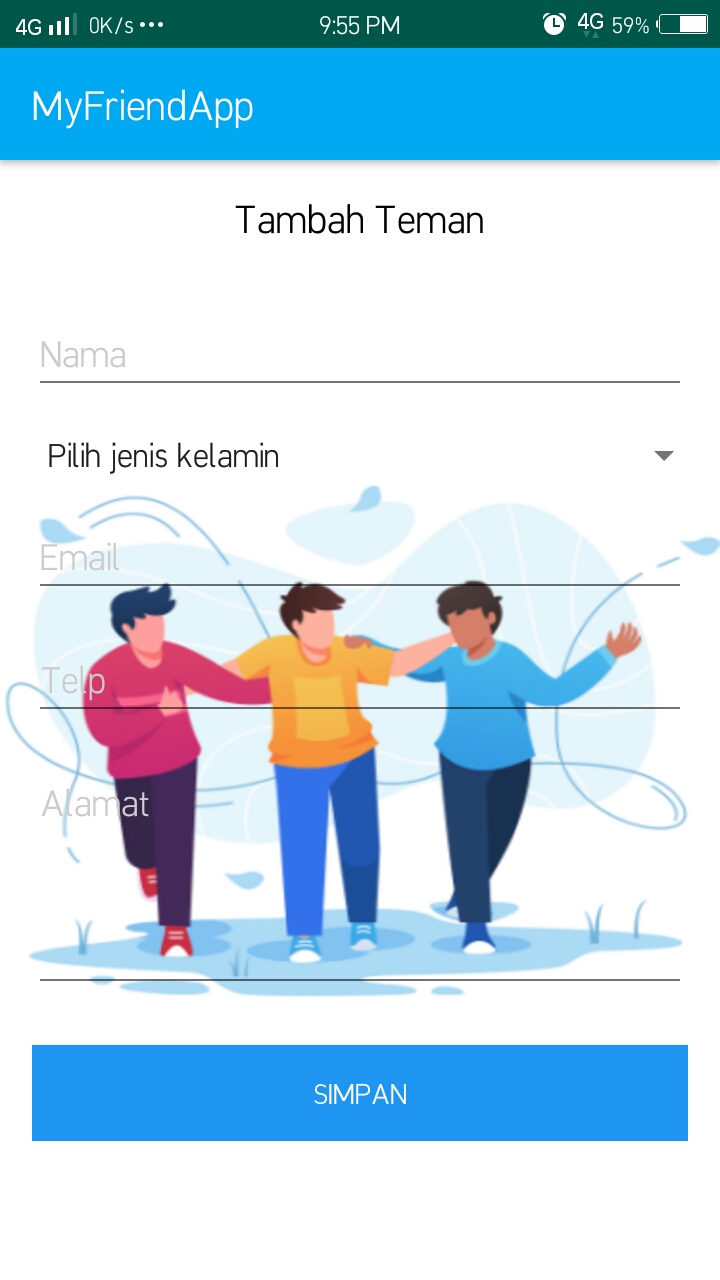 4G 0K/s ••• 9:55 PM 4G 59%
MyFriendApp
Tambah Teman
Nama
Pilih jenis kelamin
Email
Telp
Alamat
SIMPAN